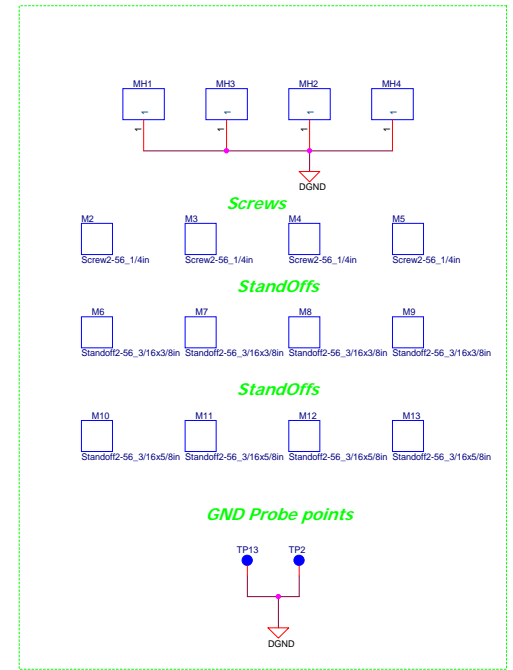 MH1 MH3 MH2 MH4
1 1 1 1
1 1 1 1
DGND
Screws
M2 M3 M4 M5
Screw2-56_1/4in Screw2-56_1/4in Screw2-56_1/4in Screw2-56_1/4in
StandOffs
M6 M7 M8 M9
Standoff2-56_3/16x3/8in Standoff2-56_3/16x3/8in Standoff2-56_3/16x3/8in Standoff2-56_3/16x3/8in
StandOffs
M10 M11 M12 M13
Standoff2-56_3/16x5/8in Standoff2-56_3/16x5/8in Standoff2-56_3/16x5/8in Standoff2-56_3/16x5/8in
GND Probe points
TP13 TP2
DGND